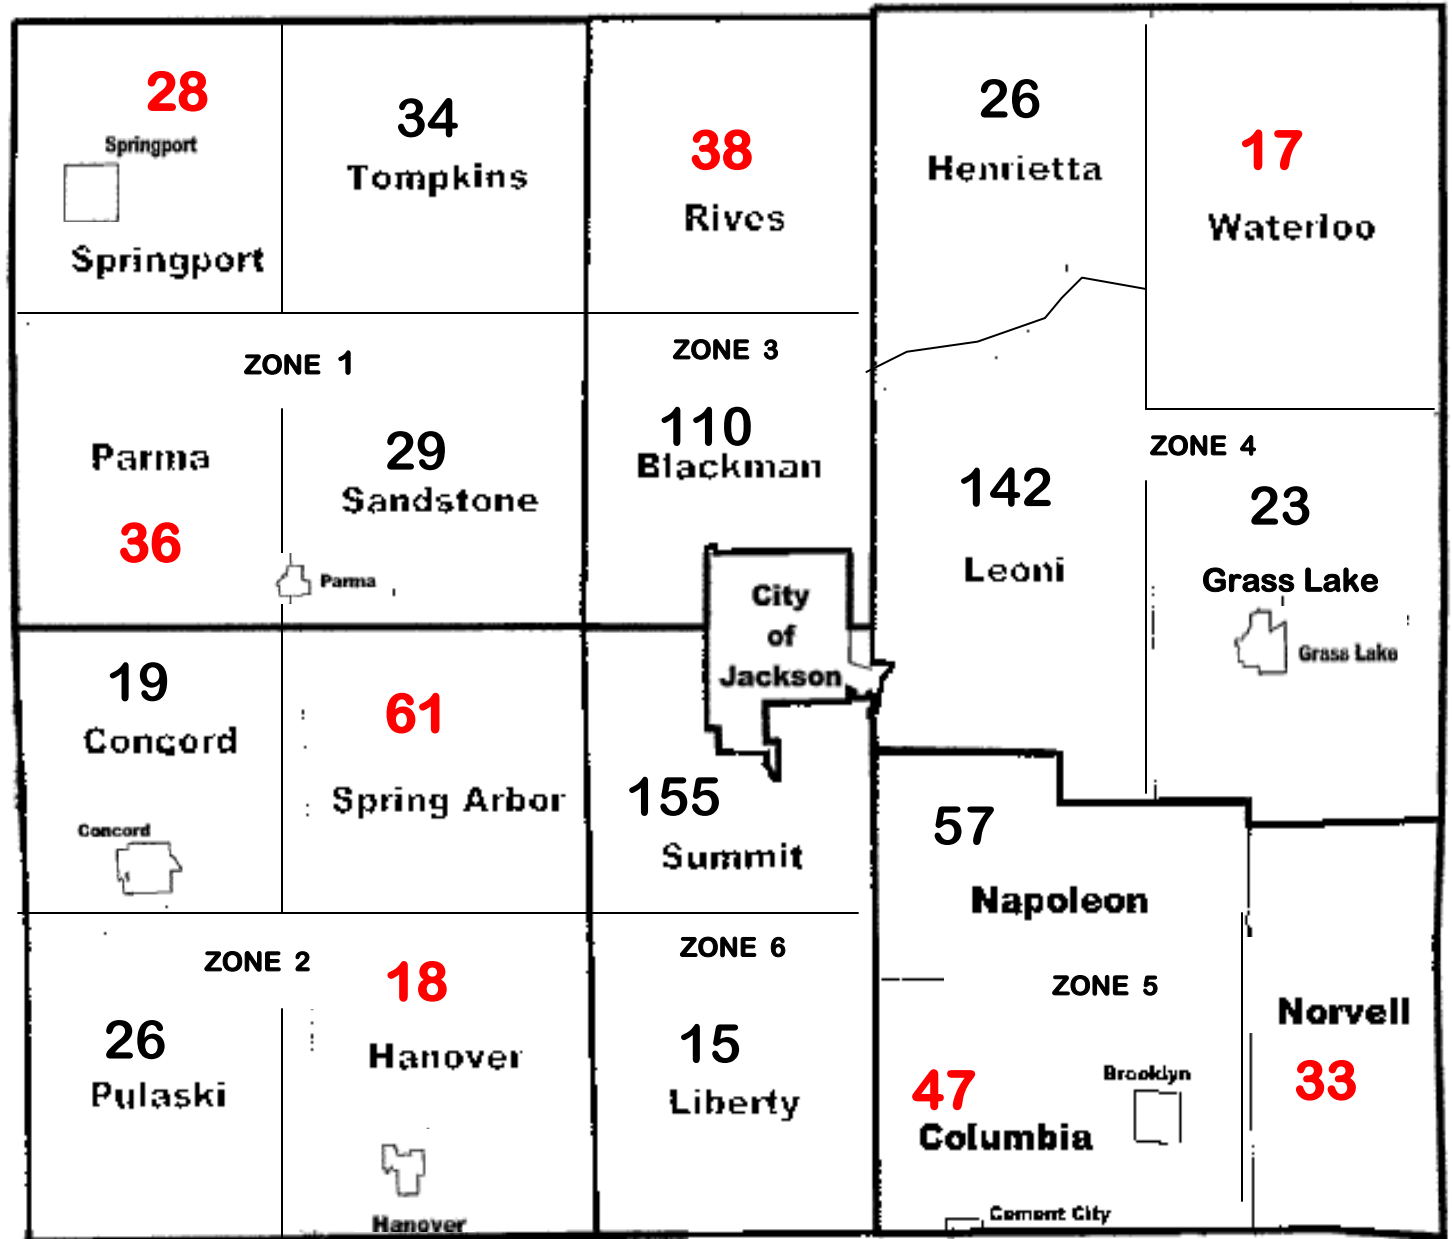 28
Springport
Springport
34
Tompkins
38
Rives
26
Henrietta
17
Waterloo
ZONE 1
Parma
36
29
Sandstone
Parma
ZONE 3
110
Blackman
City
of
Jackson
142
Leoni
ZONE 4
23
Grass Lake
Grass Lake
19
Concord
Concord
61
Spring Arbor
155
Summit
57
Napoleon
ZONE 2
26
Pulaski
18
Hanover
Hanover
ZONE 6
15
Liberty
ZONE 5
47
Columbia
Brooklyn
Cement City
Norvell
33